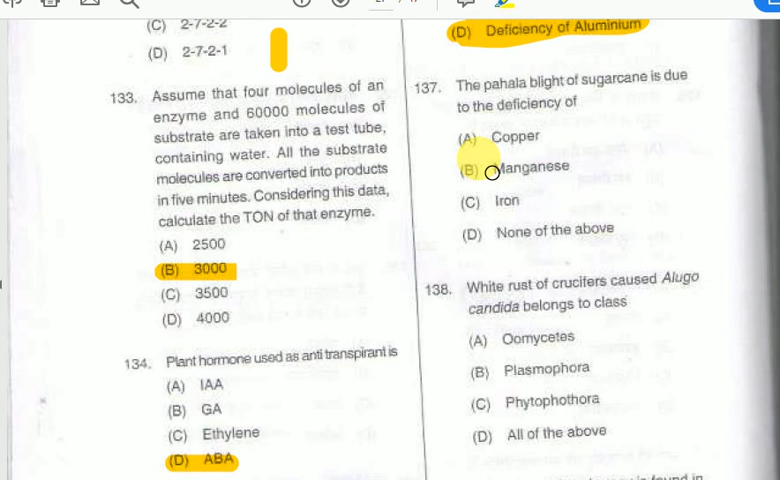 (C) 2-7-2-2
(D) 2-7-2-1
133. Assume that four molecules of an
enzyme and 60000 molecules of
substrate are taken into a test tube,
containing water. All the substrate
molecules are converted into products
in five minutes. Considering this data,
calculate the TON of that enzyme.
(A) 2500
(B) 3000
(C) 3500
(D) 4000
134. Plant hormone used as anti transpirant is
(A) IAA
(B) GA
(C) Ethylene
(D) ABA
(D) Deficiency of Aluminium
137. The pahala blight of sugarcane is due
to the deficiency of
(A) Copper
(B) Manganese
(C) Iron
(D) None of the above
138. White rust of crucifers caused Alugo
candida belongs to class
(A) Oomycetes
(B) Plasmophora
(C) Phytophothora
(D) All of the above
is found in